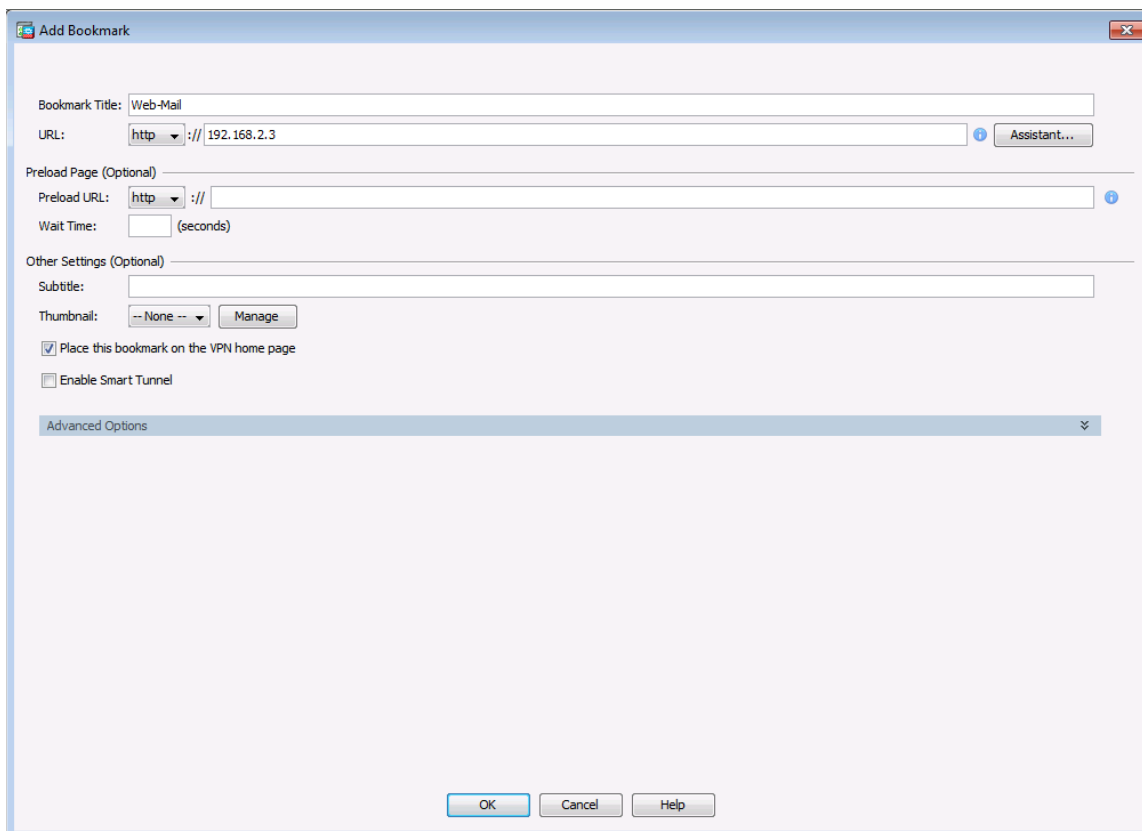 Add Bookmark
Bookmark Title: Web-Mail
URL: http :// 192.168.2.3 Assistant...
Preload Page (Optional)
Preload URL: http ://
Wait Time: (seconds)
Other Settings (Optional)
Subtitle:
Thumbnail: -- None -- Manage
Place this bookmark on the VPN home page
Enable Smart Tunnel
Advanced Options
OK Cancel Help